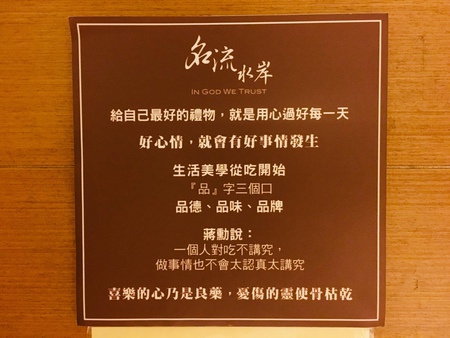 名流水岸
IN GOD WE TRUST
給自己最好的禮物，就是用心過好每一天
好心情，就會有好事情發生
生活美學從吃開始
『品』字三個口
品德、品味、品牌
蔣勳說：
一個人對吃不講究，
做事情也不會太認真太講究
喜樂的心乃是良藥，憂傷的靈使骨枯乾